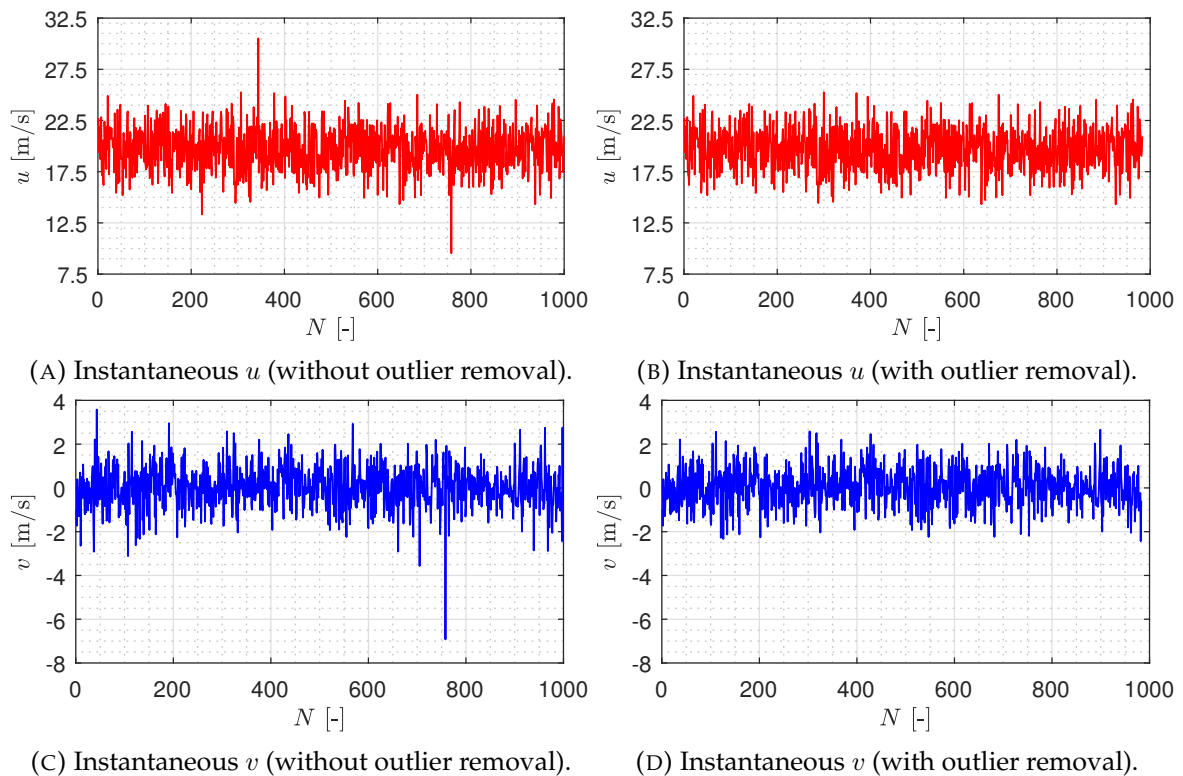 32.5
27.5
22.5
17.5
12.5
7.5
u [m/s]
0 200 400 600 800 1000
N [-]
(A) Instantaneous u (without outlier removal).
32.5
27.5
22.5
17.5
12.5
7.5
u [m/s]
0 200 400 600 800 1000
N [-]
(B) Instantaneous u (with outlier removal).
4
2
0
-2
-4
-6
-8
v [m/s]
0 200 400 600 800 1000
N [-]
(C) Instantaneous v (without outlier removal).
4
2
0
-2
-4
-6
-8
v [m/s]
0 200 400 600 800 1000
N [-]
(D) Instantaneous v (with outlier removal).